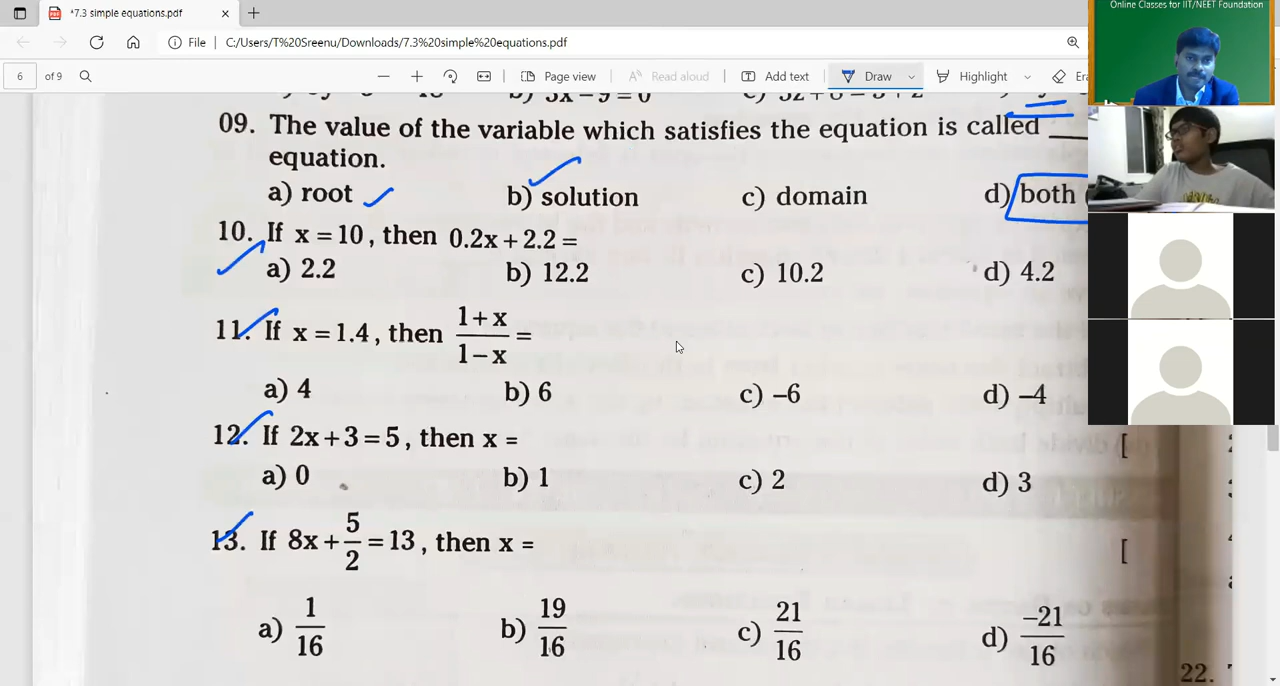 *7.3 simple equations.pdf
File C:/Users/T%20Sreenu/Downloads/7.3%20simple%20equations.pdf
6 of 9 Page view Read aloud Add text Draw Highlight
Online Classes for IIT/NEET Foundation
09. The value of the variable which satisfies the equation is called ___
equation.
a) root b) solution c) domain d) both
10. If x = 10, then 0.2x + 2.2 =
a) 2.2 b) 12.2 c) 10.2 d) 4.2
11. If x = 1.4, then (1 + x)/(1 − x) =
a) 4 b) 6 c) –6 d) –4
12. If 2x + 3 = 5, then x = [
a) 0 b) 1 c) 2 d) 3
13. If 8x + 5/2 = 13, then x = [
a) 1/16 b) 19/16 c) 21/16 d) –21/16
22.